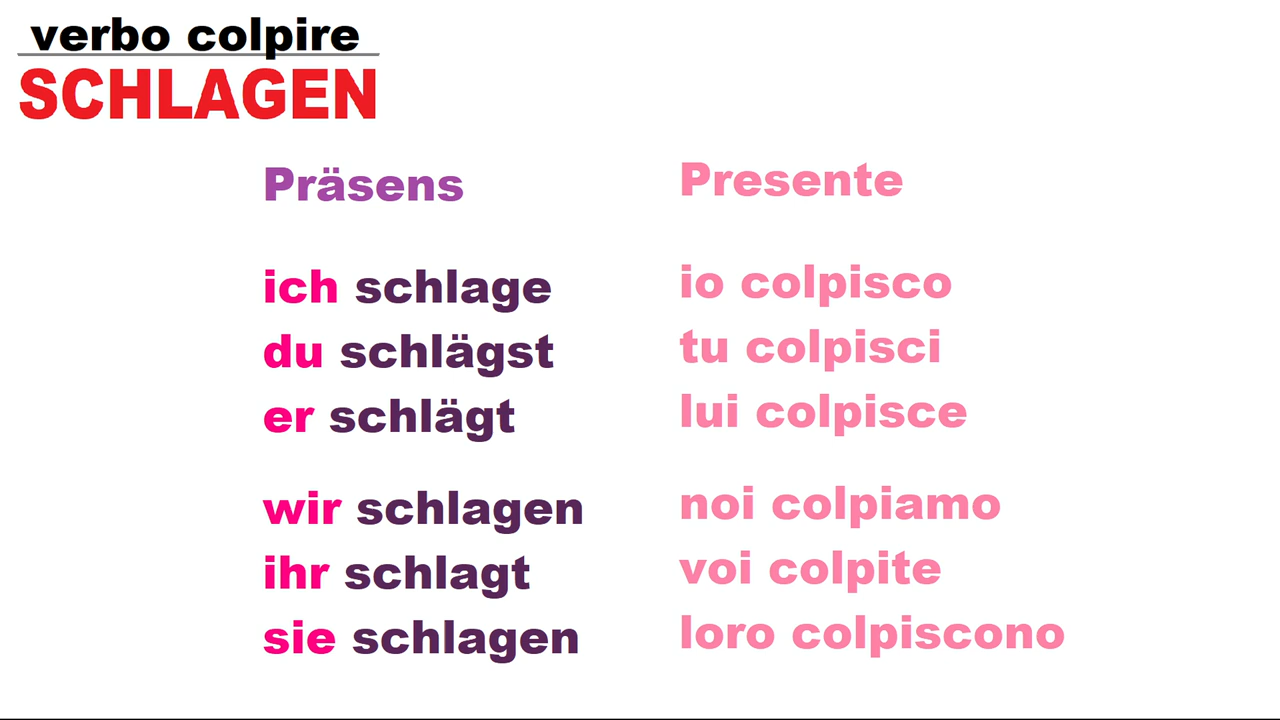 verbo colpire
SCHLAGEN
Präsens
ich schlage
du schlägst
er schlägt
wir schlagen
ihr schlagt
sie schlagen
Presente
io colpisco
tu colpisci
lui colpisce
noi colpiamo
voi colpite
loro colpiscono